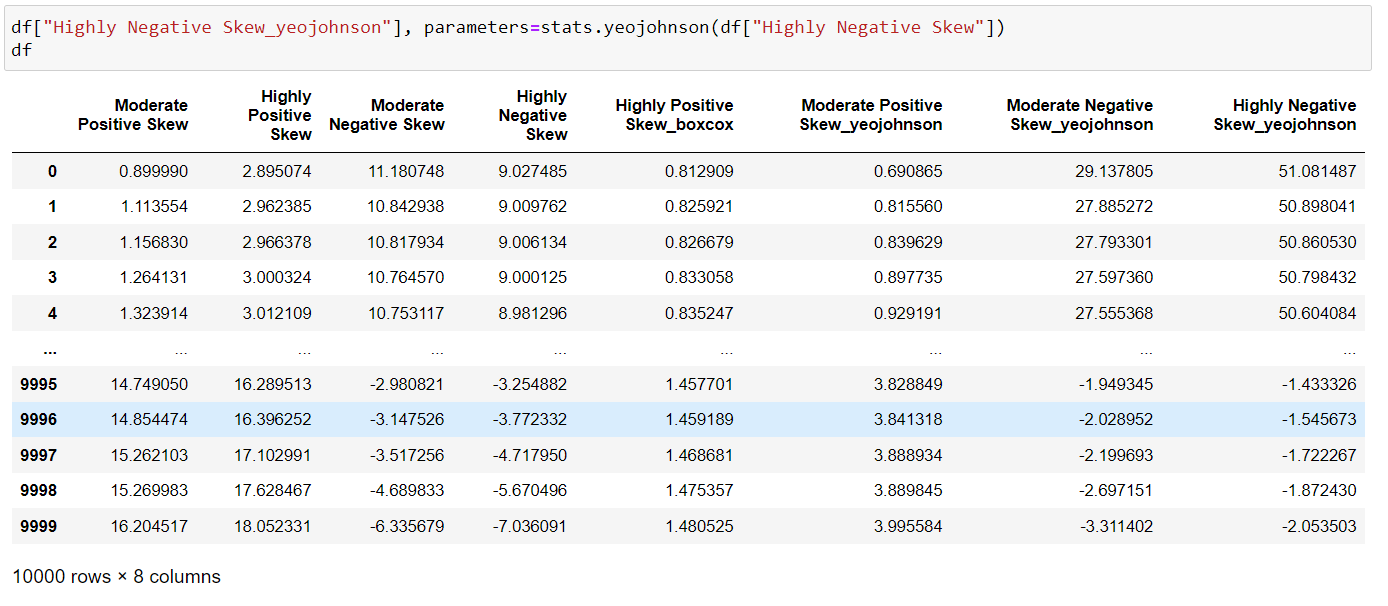 df["Highly Negative Skew_yeojohnson"], parameters=stats.yeojohnson(df["Highly Negative Skew"])
df
Moderate Positive Skew Highly Positive Skew Moderate Negative Skew Highly Negative Skew Highly Positive Skew_boxcox Moderate Positive Skew_yeojohnson Moderate Negative Skew_yeojohnson Highly Negative Skew_yeojohnson
0 0.899990 2.895074 11.180748 9.027485 0.812909 0.690865 29.137805 51.081487
1 1.113554 2.962385 10.842938 9.009762 0.825921 0.815560 27.885272 50.898041
2 1.156830 2.966378 10.817934 9.006134 0.826679 0.839629 27.793301 50.860530
3 1.264131 3.000324 10.764570 9.000125 0.833058 0.897735 27.597360 50.798432
4 1.323914 3.012109 10.753117 8.981296 0.835247 0.929191 27.555368 50.604084
... ... ... ... ... ... ... ... ...
9995 14.749050 16.289513 -2.980821 -3.254882 1.457701 3.828849 -1.949345 -1.433326
9996 14.854474 16.396252 -3.147526 -3.772332 1.459189 3.841318 -2.028952 -1.545673
9997 15.262103 17.102991 -3.517256 -4.717950 1.468681 3.888934 -2.199693 -1.722267
9998 15.269983 17.628467 -4.689833 -5.670496 1.475357 3.889845 -2.697151 -1.872430
9999 16.204517 18.052331 -6.335679 -7.036091 1.480525 3.995584 -3.311402 -2.053503
10000 rows × 8 columns